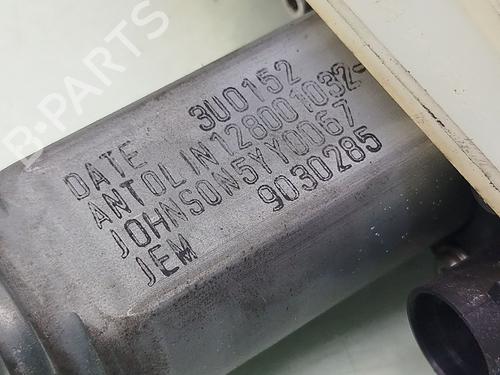 B-PARTS
DATE 3U0152
ANTOLIN128001032-
JOHNSON5YY0067
JEM 9030285